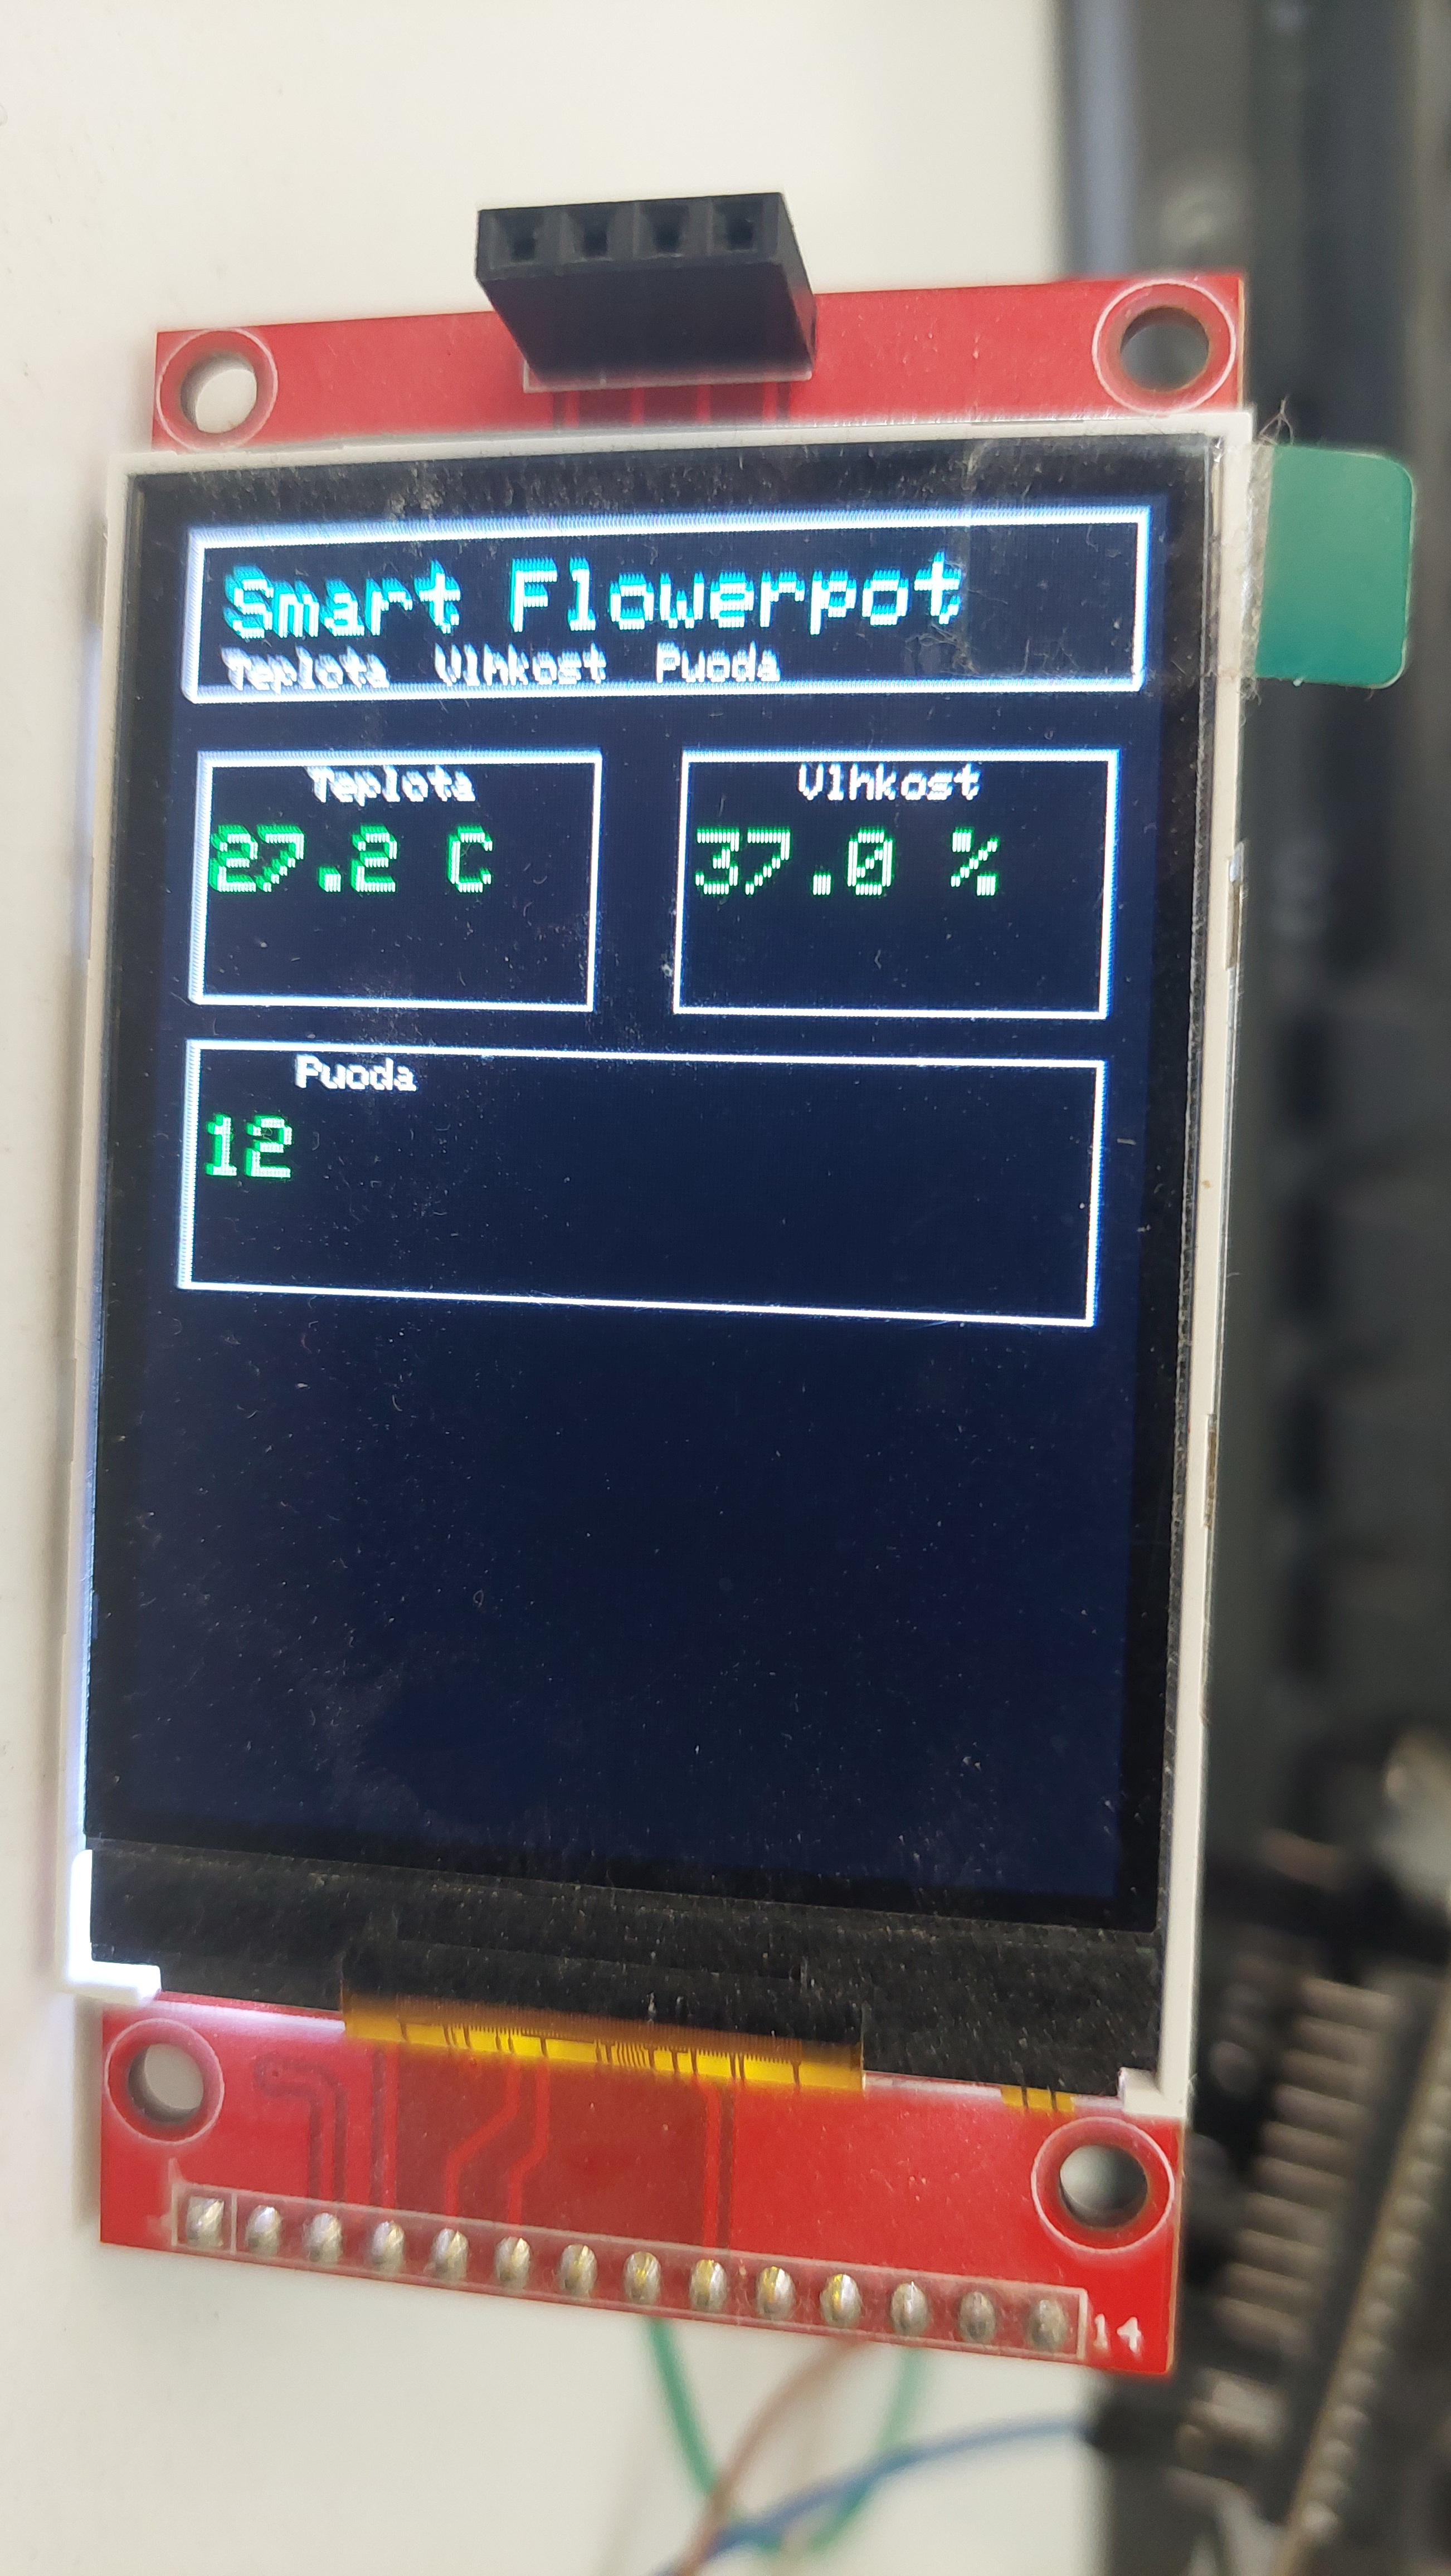 Smart Flowerpot
Teplota Vlhkost Puoda
Teplota
27.2 C
Vlhkost
37.0 %
Puoda
12
14